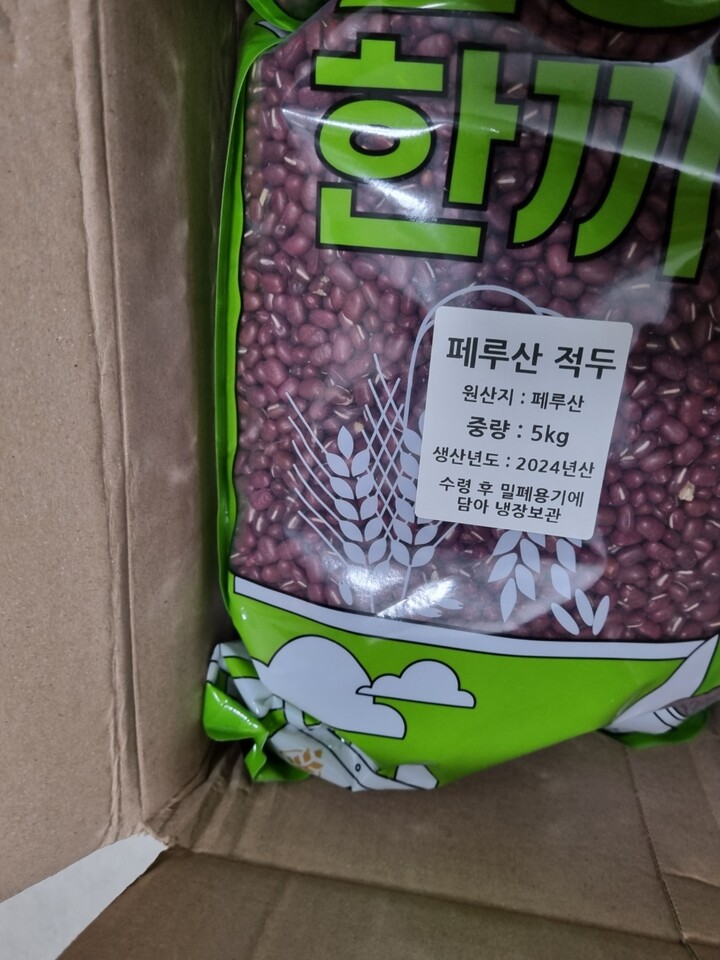 한끼
페루산 적두
원산지 : 페루산
중량 : 5kg
생산년도 : 2024년산
수령 후 밀폐용기에
담아 냉장보관